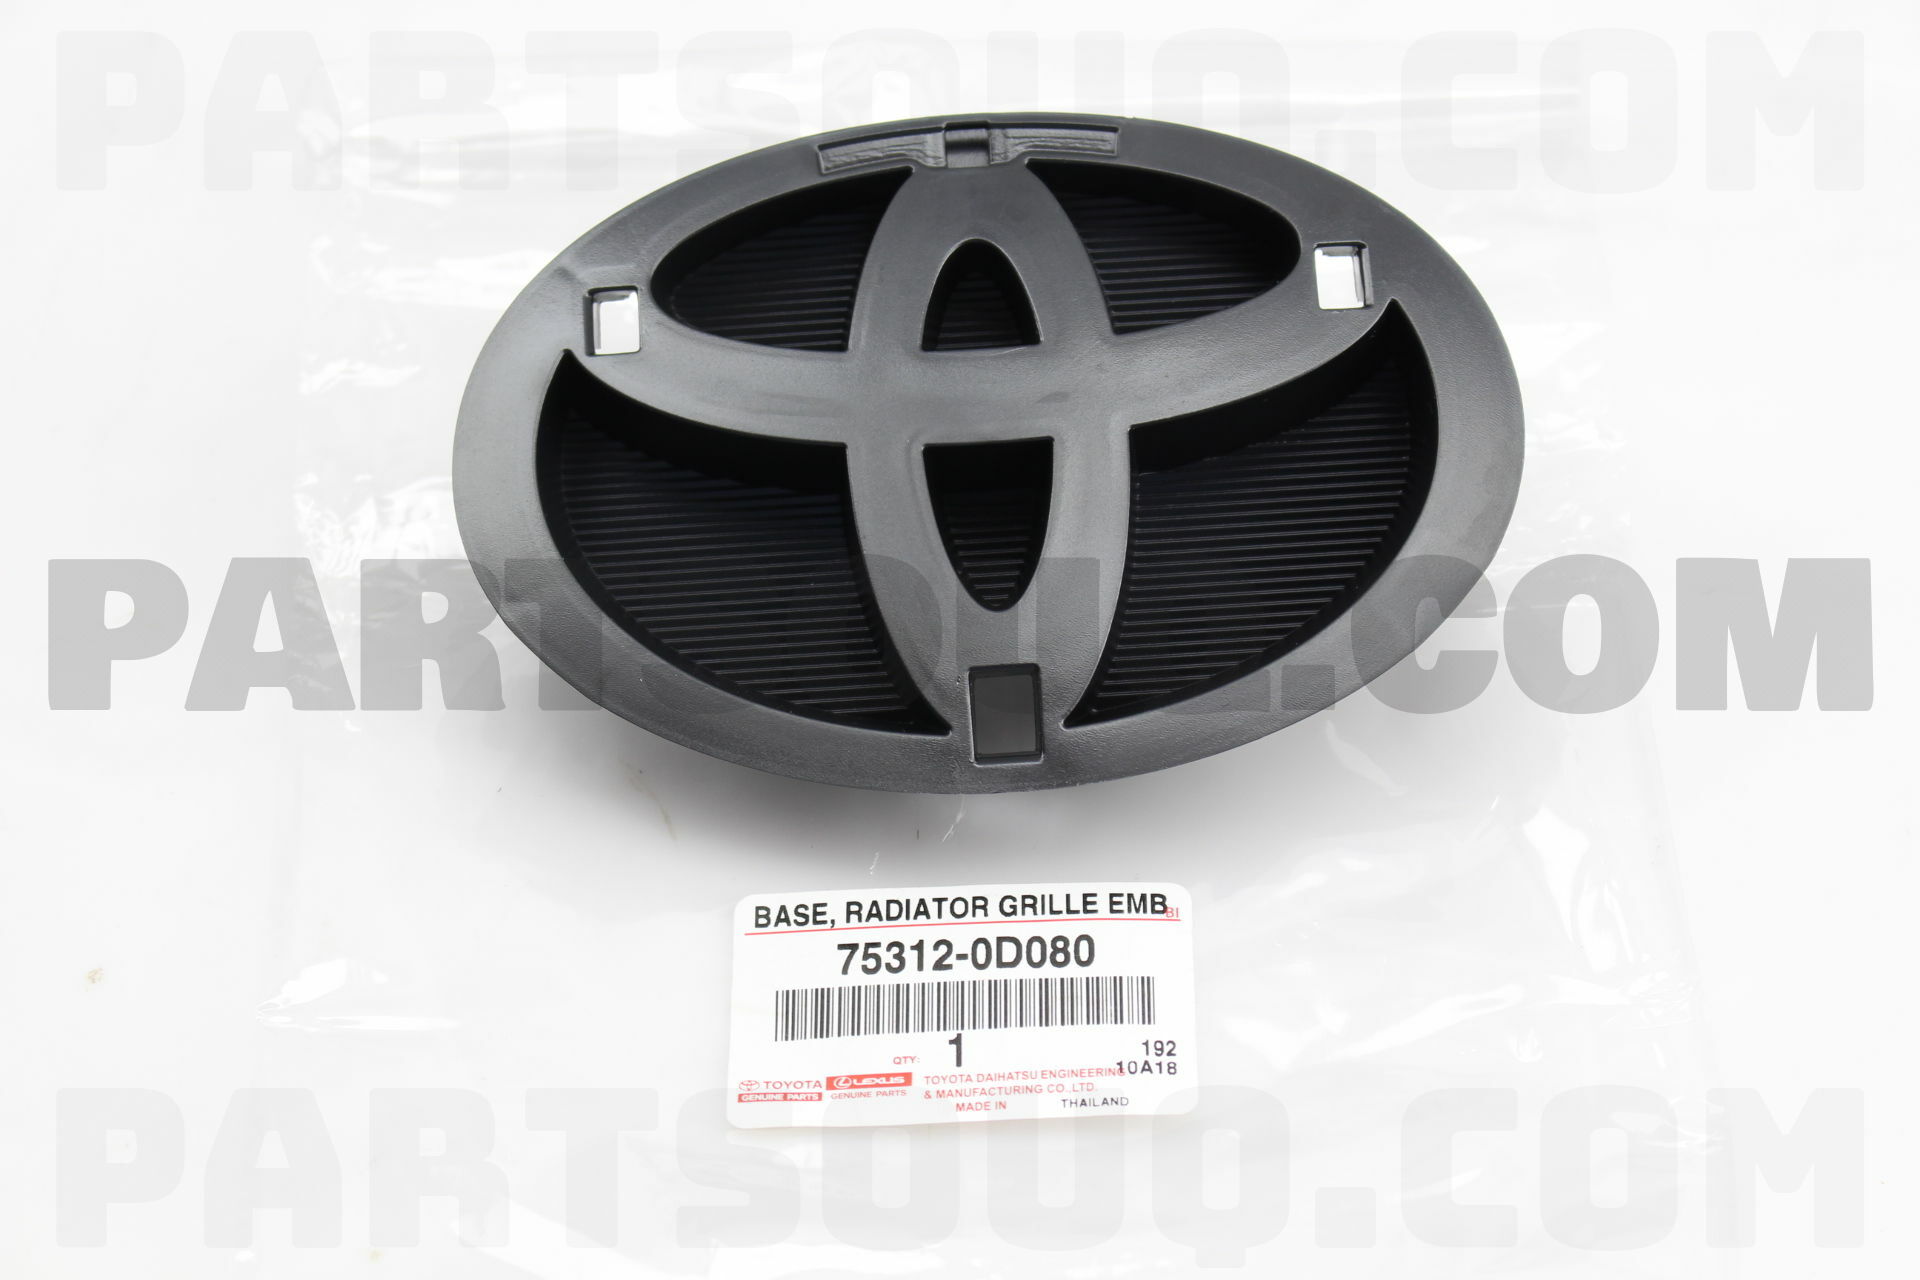 PARTSOUQ.COM
PARTSOUQ.COM
BASE, RADIATOR GRILLE EMB
BI
75312-0D080
QTY: 1
192
10A18
TOYOTA
GENUINE PARTS
LEXUS
GENUINE PARTS
TOYOTA DAIHATSU ENGINEERING
& MANUFACTURING CO.,LTD.
MADE IN THAILAND
PARTSOUQ.COM